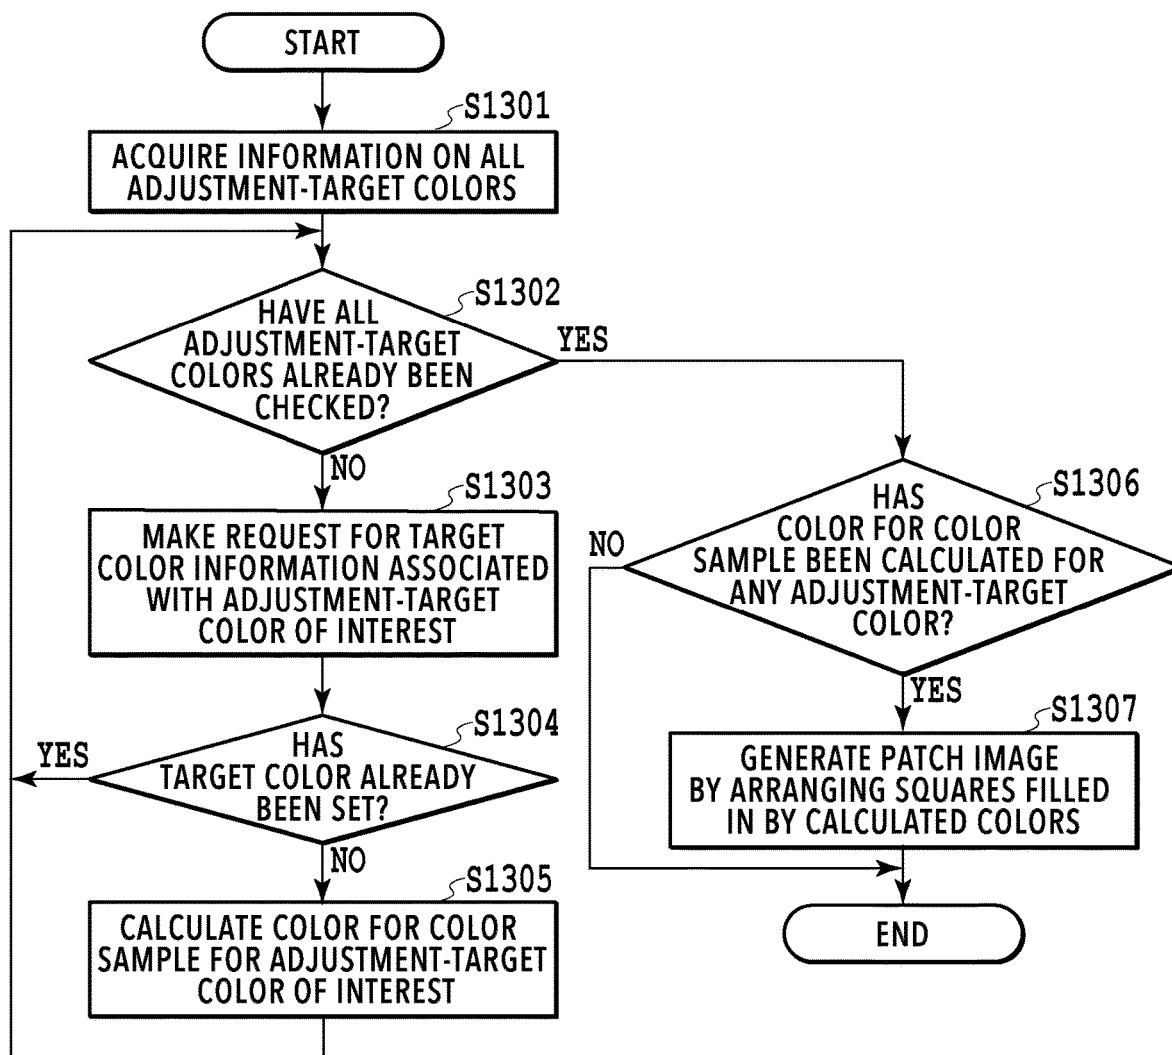 START
S1301
ACQUIRE INFORMATION ON ALL
ADJUSTMENT-TARGET COLORS
S1302
HAVE ALL
ADJUSTMENT-TARGET
COLORS ALREADY BEEN
CHECKED?
YES
NO
S1303
MAKE REQUEST FOR TARGET
COLOR INFORMATION ASSOCIATED
WITH ADJUSTMENT-TARGET
COLOR OF INTEREST
S1304
YES
HAS
TARGET COLOR ALREADY
BEEN SET?
NO
S1305
CALCULATE COLOR FOR COLOR
SAMPLE FOR ADJUSTMENT-TARGET
COLOR OF INTEREST
S1306
NO
HAS
COLOR FOR COLOR
SAMPLE BEEN CALCULATED FOR
ANY ADJUSTMENT-TARGET
COLOR?
YES
S1307
GENERATE PATCH IMAGE
BY ARRANGING SQUARES FILLED
IN BY CALCULATED COLORS
END